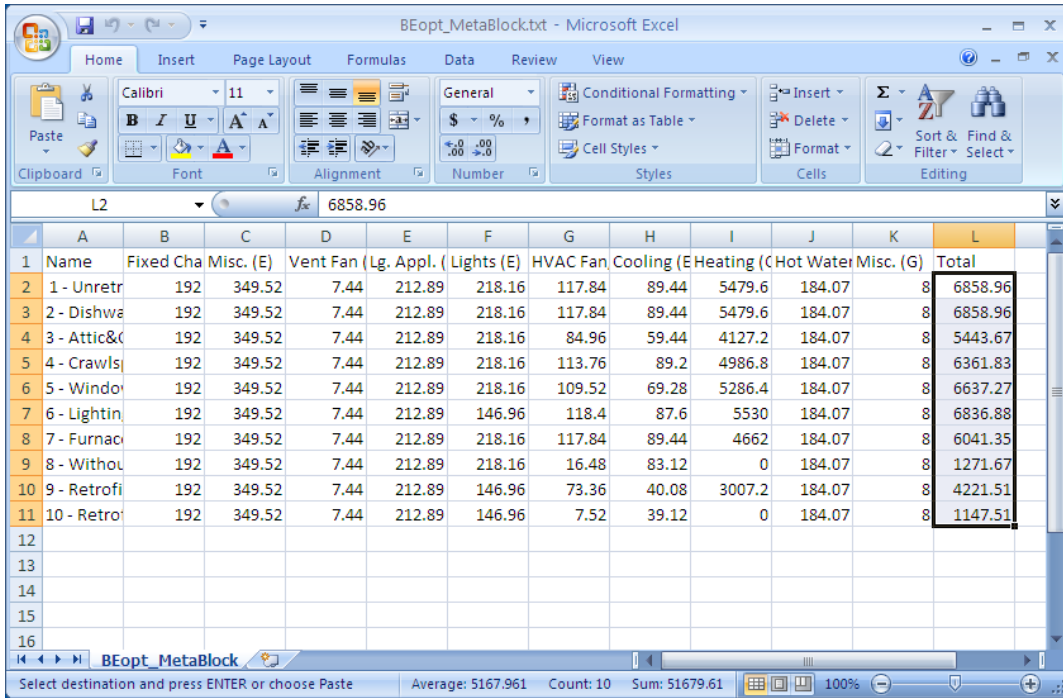 BEopt_MetaBlock.txt - Microsoft Excel
Home Insert Page Layout Formulas Data Review View
Paste
Clipboard
Calibri 11
B I U A A
Font
Alignment
General
$ % ,
.00 .0
Number
Conditional Formatting
Format as Table
Cell Styles
Styles
Insert
Delete
Format
Cells
Σ
Sort & Filter
Find & Select
Editing
L2 fx 6858.96
A B C D E F G H I J K L
1 Name Fixed Cha Misc. (E) Vent Fan ( Lg. Appl. ( Lights (E) HVAC Fan, Cooling (E Heating (G Hot Water Misc. (G) Total
2 1 - Unretr 192 349.52 7.44 212.89 218.16 117.84 89.44 5479.6 184.07 8 6858.96
3 2 - Dishwa 192 349.52 7.44 212.89 218.16 117.84 89.44 5479.6 184.07 8 6858.96
4 3 - Attic&C 192 349.52 7.44 212.89 218.16 84.96 59.44 4127.2 184.07 8 5443.67
5 4 - Crawlsp 192 349.52 7.44 212.89 218.16 113.76 89.2 4986.8 184.07 8 6361.83
6 5 - Window 192 349.52 7.44 212.89 218.16 109.52 69.28 5286.4 184.07 8 6637.27
7 6 - Lighting 192 349.52 7.44 212.89 146.96 118.4 87.6 5530 184.07 8 6836.88
8 7 - Furnace 192 349.52 7.44 212.89 218.16 117.84 89.44 4662 184.07 8 6041.35
9 8 - Withou 192 349.52 7.44 212.89 218.16 16.48 83.12 0 184.07 8 1271.67
10 9 - Retrofi 192 349.52 7.44 212.89 146.96 73.36 40.08 3007.2 184.07 8 4221.51
11 10 - Retrof 192 349.52 7.44 212.89 146.96 7.52 39.12 0 184.07 8 1147.51
12
13
14
15
16
BEopt_MetaBlock
Select destination and press ENTER or choose Paste Average: 5167.961 Count: 10 Sum: 51679.61 100%